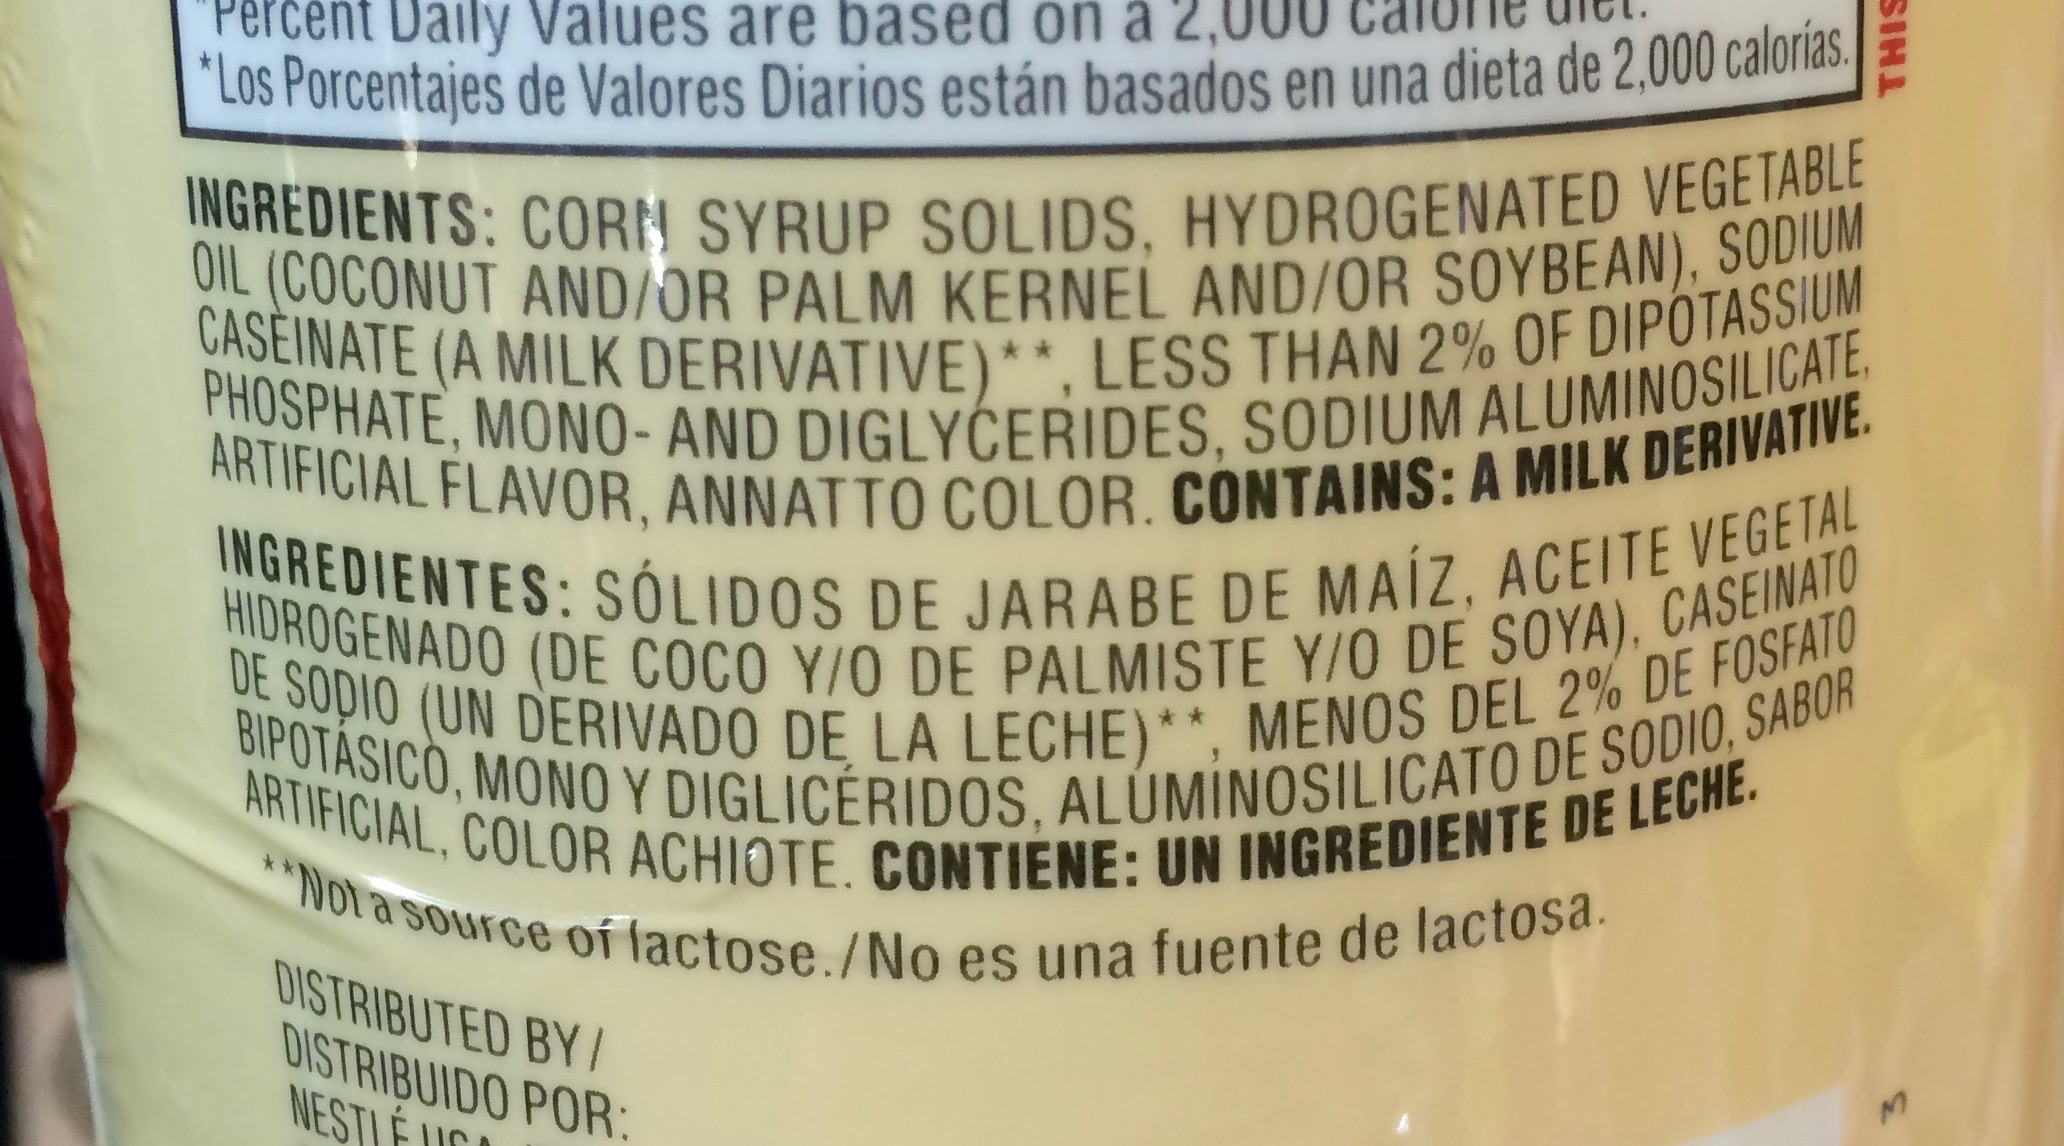 *Percent Daily Values are based on a 2,000 calorie diet.
*Los Porcentajes de Valores Diarios están basados en una dieta de 2,000 calorías.
THIS
INGREDIENTS: CORN SYRUP SOLIDS, HYDROGENATED VEGETABLE
OIL (COCONUT AND/OR PALM KERNEL AND/OR SOYBEAN), SODIUM
CASEINATE (A MILK DERIVATIVE)**, LESS THAN 2% OF DIPOTASSIUM
PHOSPHATE, MONO- AND DIGLYCERIDES, SODIUM ALUMINOSILICATE,
ARTIFICIAL FLAVOR, ANNATTO COLOR. CONTAINS: A MILK DERIVATIVE.
INGREDIENTES: SÓLIDOS DE JARABE DE MAÍZ, ACEITE VEGETAL
HIDROGENADO (DE COCO Y/O DE PALMISTE Y/O DE SOYA), CASEINATO
DE SODIO (UN DERIVADO DE LA LECHE)**, MENOS DEL 2% DE FOSFATO
BIPOTÁSICO, MONO Y DIGLICÉRIDOS, ALUMINOSILICATO DE SODIO, SABOR
ARTIFICIAL, COLOR ACHIOTE. CONTIENE: UN INGREDIENTE DE LECHE.
**Not a source of lactose./No es una fuente de lactosa.
DISTRIBUTED BY /
DISTRIBUIDO POR:
NESTLÉ USA
3